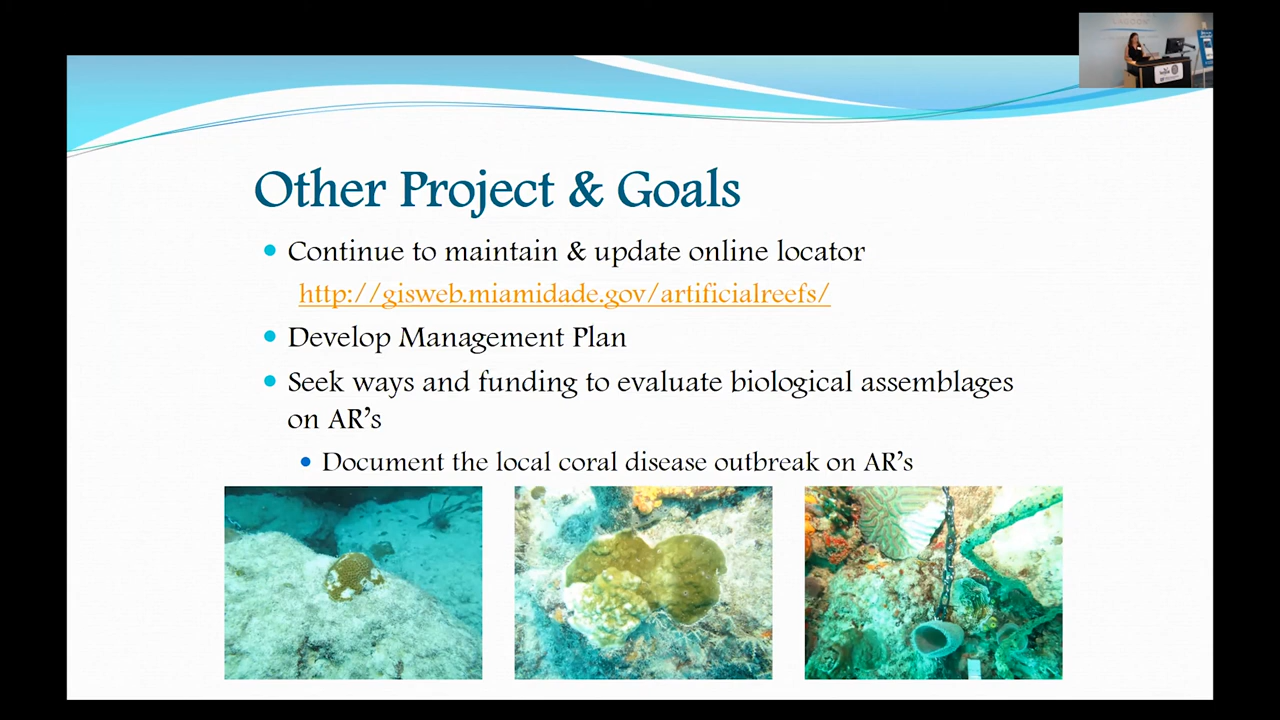 Other Project & Goals
Continue to maintain & update online locator
http://gisweb.miamidade.gov/artificialreefs/
Develop Management Plan
Seek ways and funding to evaluate biological assemblages
on AR's
Document the local coral disease outbreak on AR's